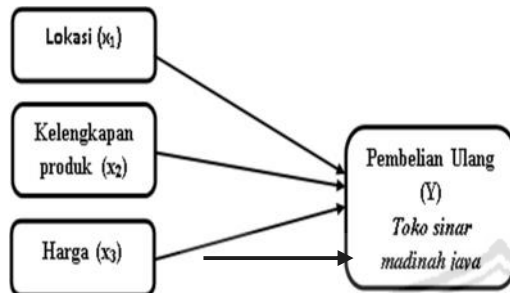 Lokasi (x₁)
Kelengkapan
produk (x₂)
Harga (x₃)
Pembelian Ulang
(Y)
Toko sinar
madinah jaya